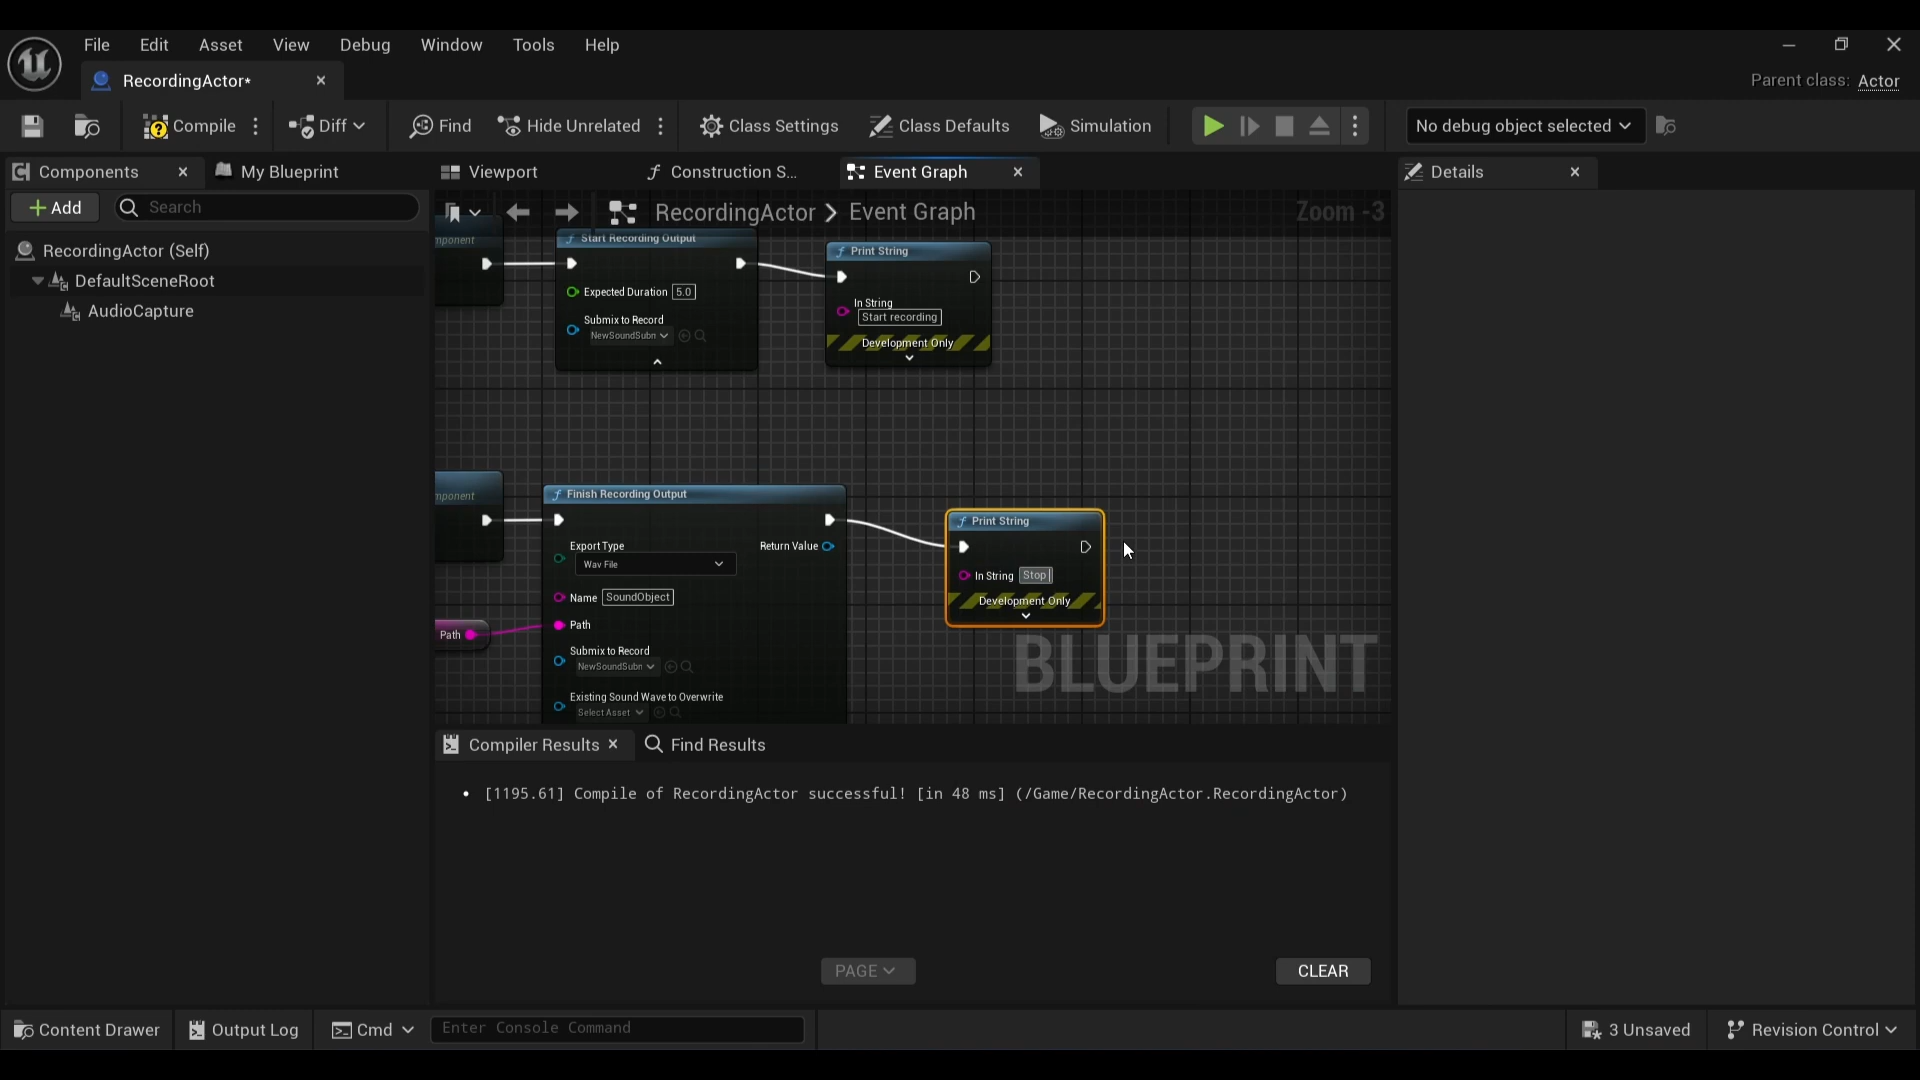 File Edit Asset View Debug Window Tools Help
RecordingActor*
Parent class: Actor
Compile Diff Find Hide Unrelated Class Settings Class Defaults Simulation No debug object selected
Components My Blueprint Viewport Construction S... Event Graph Details
Add Search
RecordingActor > Event Graph
Zoom -3
RecordingActor (Self)
DefaultSceneRoot
AudioCapture
mponent
Start Recording Output
Expected Duration 5.0
Submix to Record
NewSoundSubn
Print String
In String
Start recording
Development Only
mponent
Path
Finish Recording Output
Export Type
Return Value
Wav File
Name SoundObject
Path
Submix to Record
NewSoundSubn
Existing Sound Wave to Overwrite
Select Asset
Print String
In String Stop
Development Only
BLUEPRINT
Compiler Results Find Results
• [1195.61] Compile of RecordingActor successful! [in 48 ms] (/Game/RecordingActor.RecordingActor)
PAGE CLEAR
Content Drawer Output Log Cmd Enter Console Command 3 Unsaved Revision Control